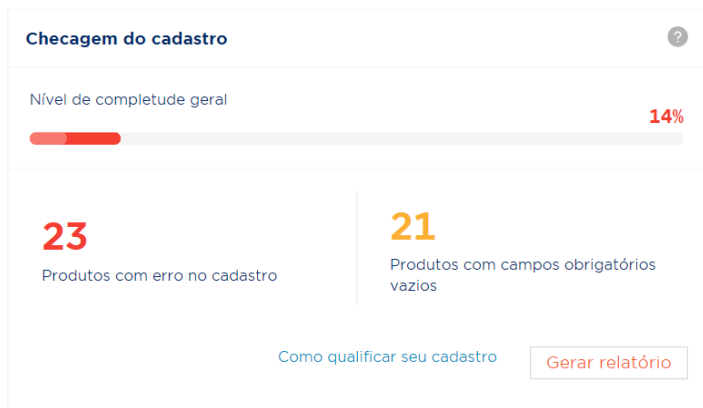 Checagem do cadastro
?
Nível de completude geral
14%
23
Produtos com erro no cadastro
21
Produtos com campos obrigatórios
vazios
Como qualificar seu cadastro
Gerar relatório